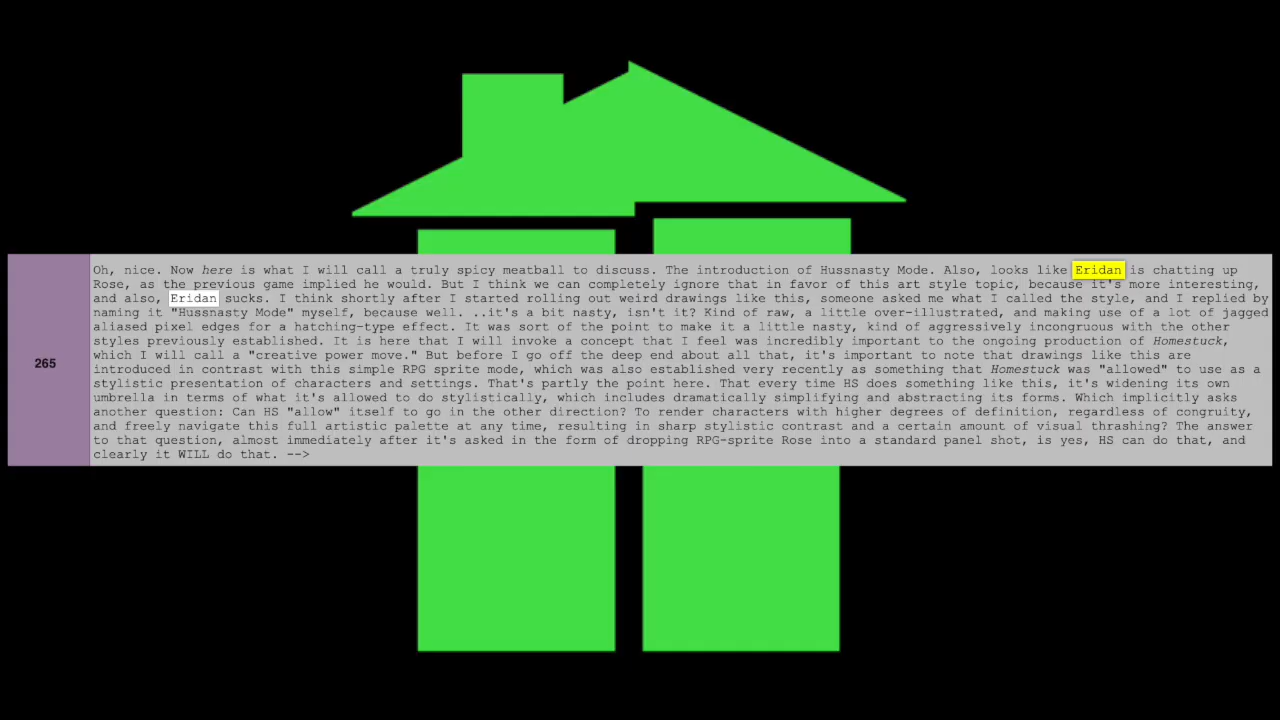 Oh, nice. Now here is what I will call a truly spicy meatball to discuss. The introduction of Hussnasty Mode. Also, looks like Eridan is chatting up
Rose, as the previous game implied he would. But I think we can completely ignore that in favor of this art style topic, because it's more interesting,
and also, Eridan sucks. I think shortly after I started rolling out weird drawings like this, someone asked me what I called the style, and I replied by
naming it "Hussnasty Mode" myself, because well. ..it's a bit nasty, isn't it? Kind of raw, a little over-illustrated, and making use of a lot of jagged
aliased pixel edges for a hatching-type effect. It was sort of the point to make it a little nasty, kind of aggressively incongruous with the other
styles previously established. It is here that I will invoke a concept that I feel was incredibly important to the ongoing production of Homestuck,
which I will call a "creative power move." But before I go off the deep end about all that, it's important to note that drawings like this are
265
introduced in contrast with this simple RPG sprite mode, which was also established very recently as something that Homestuck was "allowed" to use as a
stylistic presentation of characters and settings. That's partly the point here. That every time HS does something like this, it's widening its own
umbrella in terms of what it's allowed to do stylistically, which includes dramatically simplifying and abstracting its forms. Which implicitly asks
another question: Can HS "allow" itself to go in the other direction? To render characters with higher degrees of definition, regardless of congruity,
and freely navigate this full artistic palette at any time, resulting in sharp stylistic contrast and a certain amount of visual thrashing? The answer
to that question, almost immediately after it's asked in the form of dropping RPG-sprite Rose into a standard panel shot, is yes, HS can do that, and
clearly it WILL do that. -->